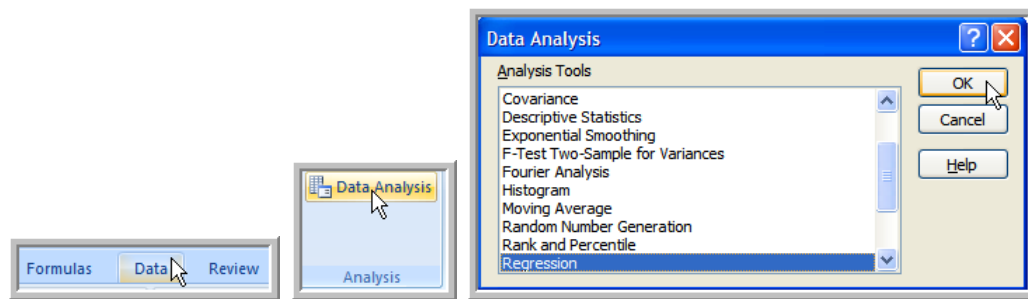 Formulas Data Review
Data Analysis
Analysis
Data Analysis
Analysis Tools
Covariance
Descriptive Statistics
Exponential Smoothing
F-Test Two-Sample for Variances
Fourier Analysis
Histogram
Moving Average
Random Number Generation
Rank and Percentile
Regression
OK
Cancel
Help